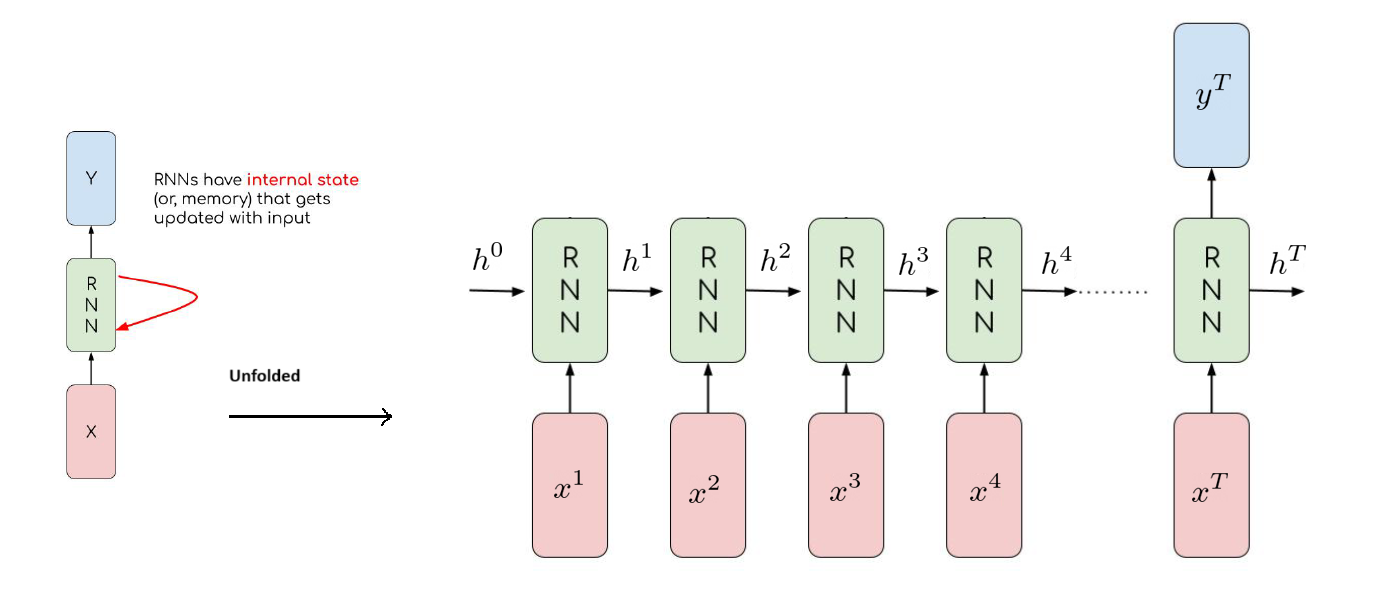 Y
RNNs have internal state
(or, memory) that gets
updated with input
R
N
N
X
Unfolded
y^T
h^0
R
N
N
h^1
R
N
N
h^2
R
N
N
h^3
R
N
N
h^4
R
N
N
h^T
x^1
x^2
x^3
x^4
x^T